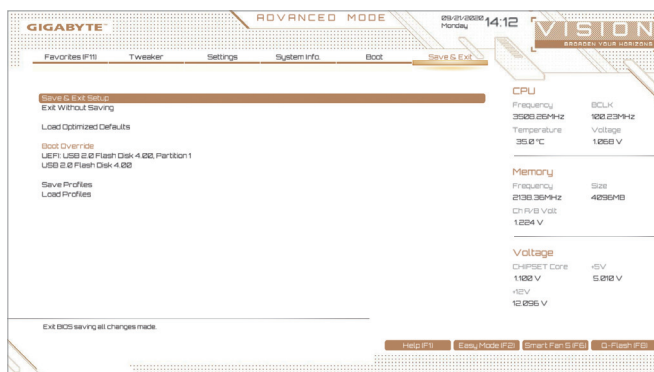 GIGABYTE™
ADVANCED MODE
09/21/2020
Monday
14:12
VISION
BROADEN YOUR HORIZONS
Favorites (F11) Tweaker Settings System Info. Boot Save & Exit
Save & Exit Setup
Exit Without Saving
Load Optimized Defaults
Boot Override
UEFI: USB 2.0 Flash Disk 4.00, Partition 1
USB 2.0 Flash Disk 4.00
Save Profiles
Load Profiles
CPU
Frequency BCLK
3508.26MHz 100.23MHz
Temperature Voltage
35.0 °C 1.068 V
Memory
Frequency Size
2138.36MHz 4096MB
Ch A/B Volt
1.224 V
Voltage
CHIPSET Core +5V
1.100 V 5.010 V
+12V
12.096 V
Exit BIOS saving all changes made.
Help (F1) Easy Mode (F2) Smart Fan 5 (F6) Q-Flash (F8)